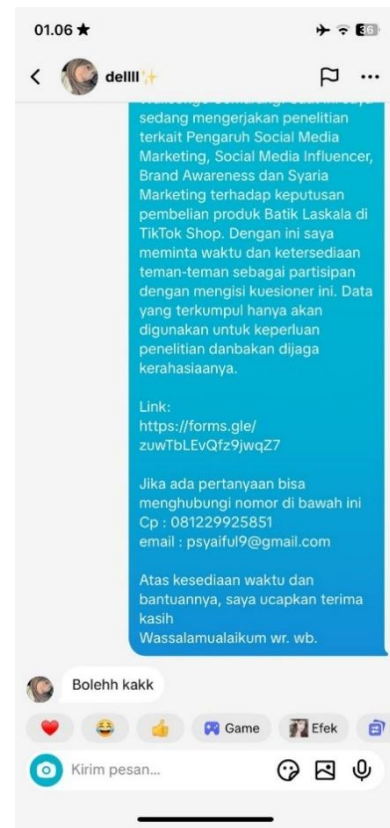 01.06
36
dellll
sedang mengerjakan penelitian
terkait Pengaruh Social Media
Marketing, Social Media Influencer,
Brand Awareness dan Syaria
Marketing terhadap keputusan
pembelian produk Batik Laskala di
TikTok Shop. Dengan ini saya
meminta waktu dan ketersediaan
teman-teman sebagai partisipan
dengan mengisi kuesioner ini. Data
yang terkumpul hanya akan
digunakan untuk keperluan
penelitian danbakan dijaga
kerahasiaanya.
Link:
https://forms.gle/
zuwTbLEvQfz9jwqZ7
Jika ada pertanyaan bisa
menghubungi nomor di bawah ini
Cp : 081229925851
email : psyaiful9@gmail.com
Atas kesediaan waktu dan
bantuannya, saya ucapkan terima
kasih
Wassalamualaikum wr. wb.
Bolehh kakk
Game
Efek
Kirim pesan...